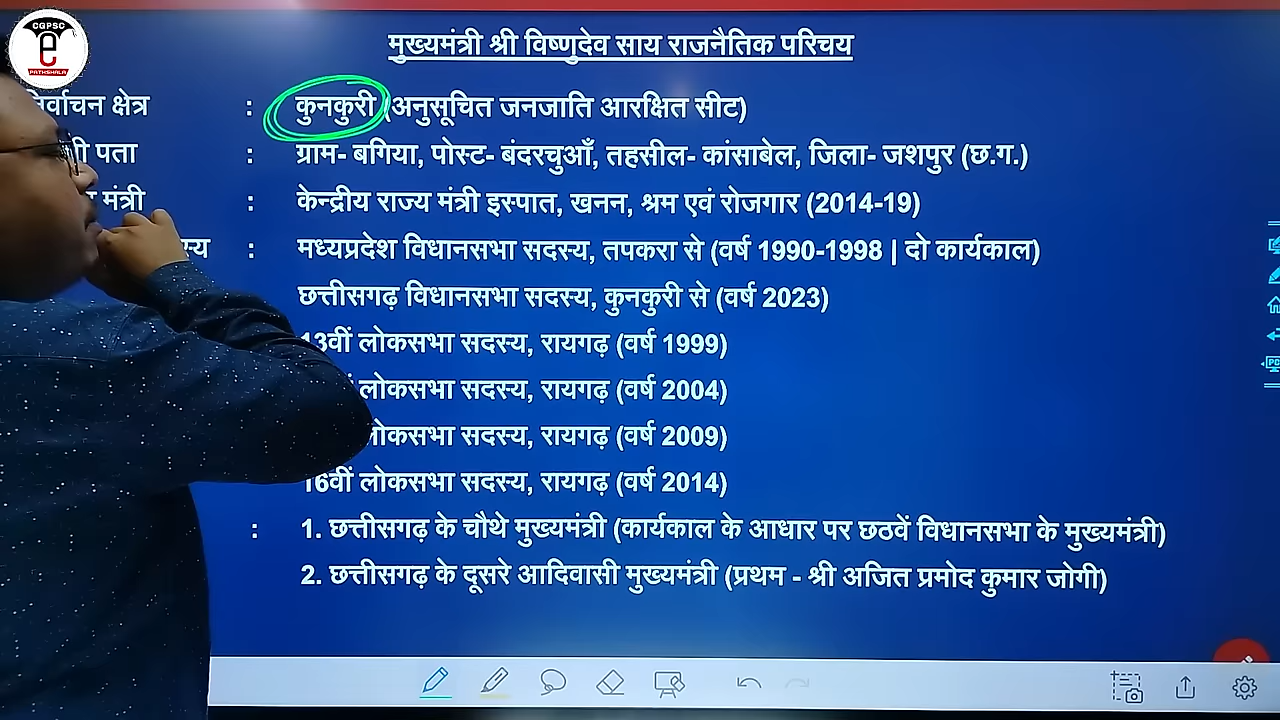 CGPSC
e
PATHSHALA
मुख्यमंत्री श्री विष्णुदेव साय राजनैतिक परिचय
निर्वाचन क्षेत्र : कुनकुरी (अनुसूचित जनजाति आरक्षित सीट)
पता : ग्राम- बगिया, पोस्ट- बंदरचुआँ, तहसील- कांसाबेल, जिला- जशपुर (छ.ग.)
मंत्री : केन्द्रीय राज्य मंत्री इस्पात, खनन, श्रम एवं रोजगार (2014-19)
: मध्यप्रदेश विधानसभा सदस्य, तपकरा से (वर्ष 1990-1998 | दो कार्यकाल)
छत्तीसगढ़ विधानसभा सदस्य, कुनकुरी से (वर्ष 2023)
13वीं लोकसभा सदस्य, रायगढ़ (वर्ष 1999)
लोकसभा सदस्य, रायगढ़ (वर्ष 2004)
लोकसभा सदस्य, रायगढ़ (वर्ष 2009)
16वीं लोकसभा सदस्य, रायगढ़ (वर्ष 2014)
: 1. छत्तीसगढ़ के चौथे मुख्यमंत्री (कार्यकाल के आधार पर छठवें विधानसभा के मुख्यमंत्री)
2. छत्तीसगढ़ के दूसरे आदिवासी मुख्यमंत्री (प्रथम - श्री अजित प्रमोद कुमार जोगी)